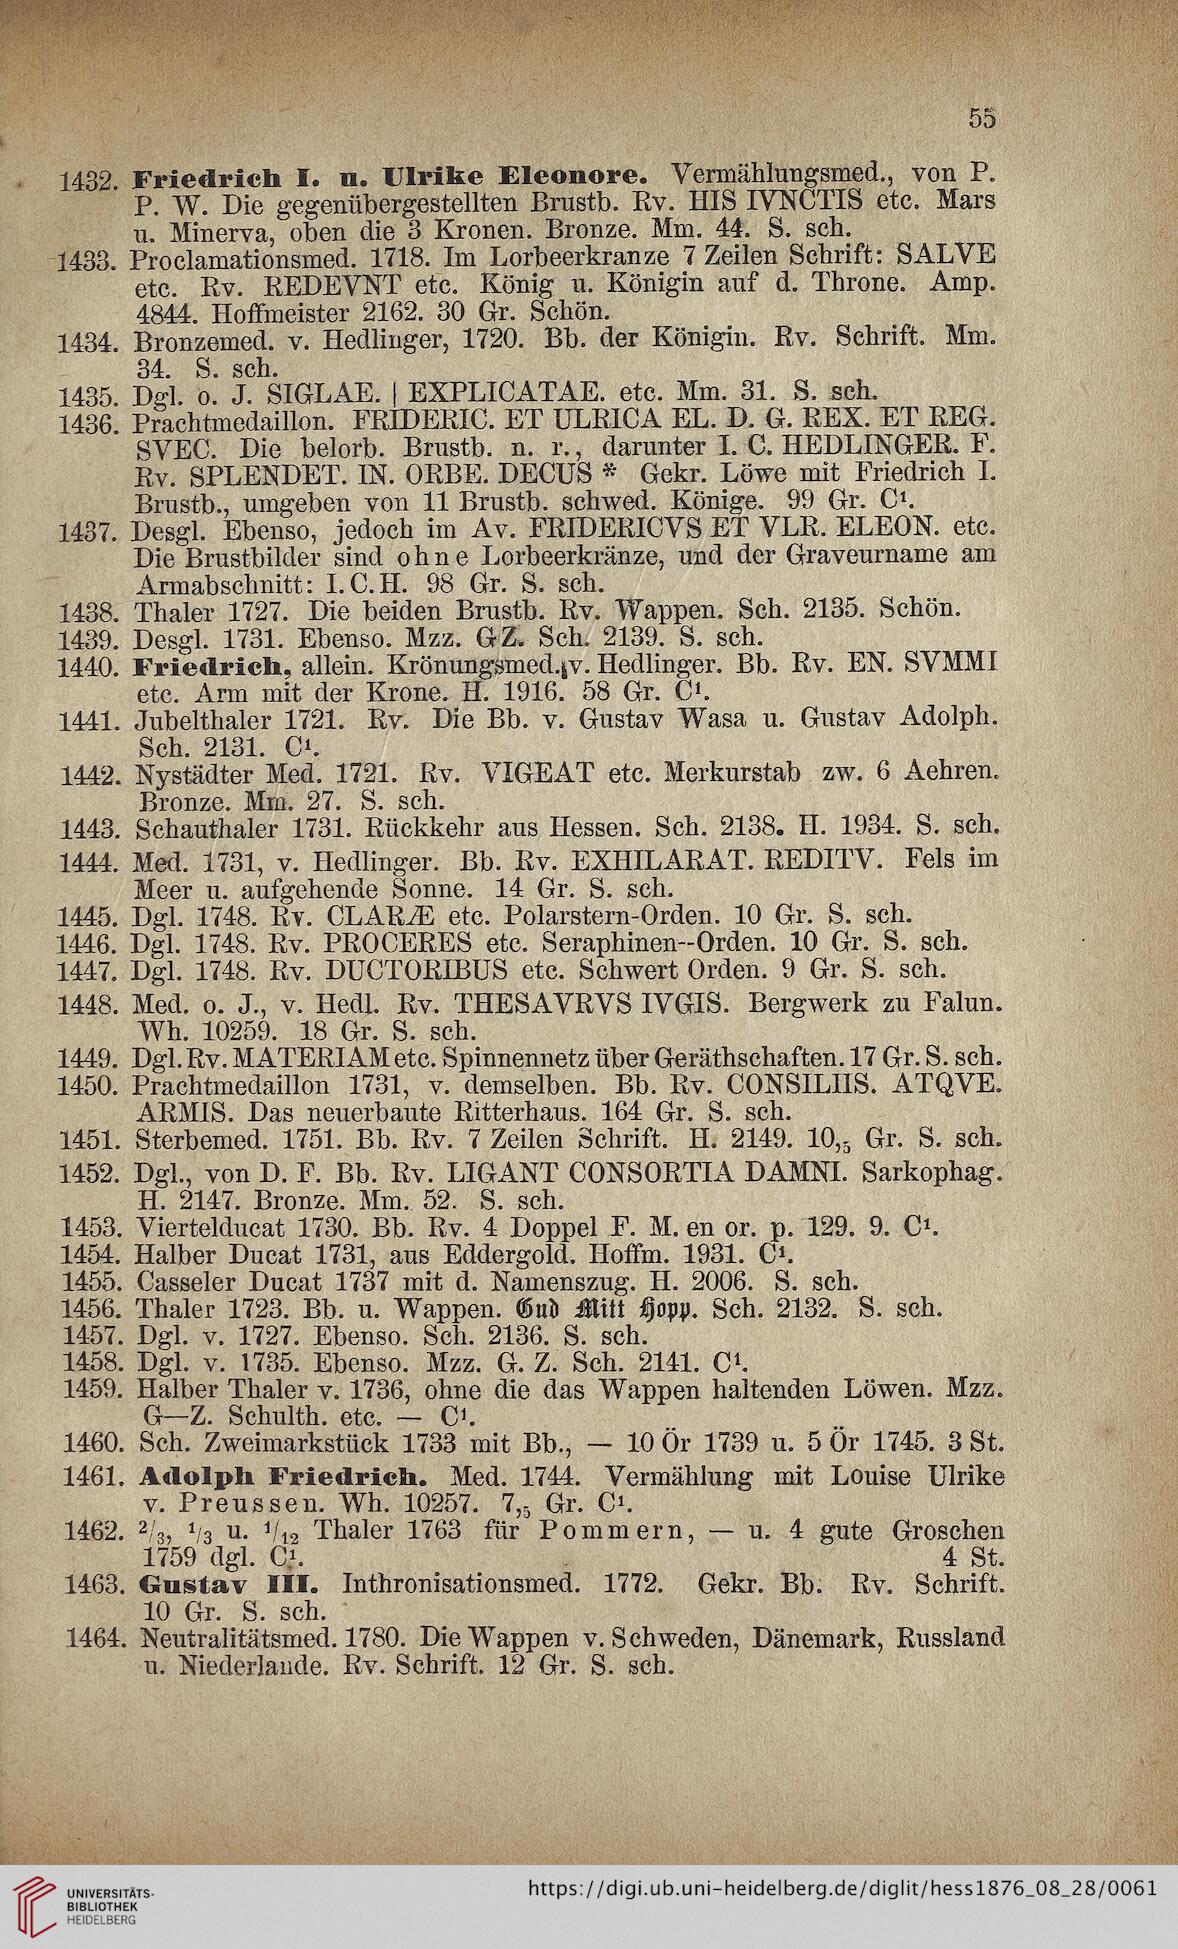 55
1432. Friedrich I. u. Ulrike Eleonore. Vermählungsmed., von P.
P. W. Die gegenübergestellten Brustb. Rv. HIS IVNCTIS etc. Mars
u. Minerva, oben die 3 Kronen. Bronze. Mm. 44. S. sch.
1433. Proclamationsmed. 1718. Im Lorbeerkranze 7 Zeilen Schrift: SALVE
etc. Rv. REDEVNT etc. König u. Königin auf d. Throne. Amp.
4844. Hoffmeister 2162. 30 Gr. Schön.
1434. Bronzemed. v. Hedlinger, 1720. Bb. der Königin. Rv. Schrift. Mm.
34. S. sch.
1435. Dgl. o. J. SIGLAE. | EXPLICATAE. etc. Mm. 31. S. sch.
1436. Prachtmedaillon. FRIDERIC. ET ULRICA EL. D. G. REX. ET REG.
SVEC. Die belorb. Brustb. n. r., darunter I. C. HEDLINGER. F.
Rv. SPLENDET. IN. ORBE. DECUS * Gekr. Löwe mit Friedrich I.
Brustb., umgeben von 11 Brustb. schwed. Könige. 99 Gr. C¹.
1437. Desgl. Ebenso, jedoch im Av. FRIDERICVS ET VLR. ELEON. etc.
Die Brustbilder sind ohne Lorbeerkränze, und der Graveurname am
Armabschnitt: I. C. H. 98 Gr. S. sch.
1438. Thaler 1727. Die beiden Brustb. Rv. Wappen. Sch. 2135. Schön.
1439. Desgl. 1731. Ebenso. Mzz. GZ. Sch. 2139. S. sch.
1440. Friedrich, allein. Krönungsmed. v. Hedlinger. Bb. Rv. EN. SVMMI
etc. Arm mit der Krone. H. 1916. 58 Gr. C¹.
1441. Jubelthaler 1721. Rv. Die Bb. v. Gustav Wasa u. Gustav Adolph.
Sch. 2131. C¹.
1442. Nystädter Med. 1721. Rv. VIGEAT etc. Merkurstab zw. 6 Aehren.
Bronze. Mm. 27. S. sch.
1443. Schauthaler 1731. Rückkehr aus Hessen. Sch. 2138. H. 1934. S. sch.
1444. Med. 1731, v. Hedlinger. Bb. Rv. EXHILARAT. REDITV. Fels im
Meer u. aufgehende Sonne. 14 Gr. S. sch.
1445. Dgl. 1748. Rv. CLARÆ etc. Polarstern-Orden. 10 Gr. S. sch.
1446. Dgl. 1748. Rv. PROCERES etc. Seraphinen--Orden. 10 Gr. S. sch.
1447. Dgl. 1748. Rv. DUCTORIBUS etc. Schwert Orden. 9 Gr. S. sch.
1448. Med. o. J., v. Hedl. Rv. THESAVRVS IVGIS. Bergwerk zu Falun.
Wh. 10259. 18 Gr. S. sch.
1449. Dgl. Rv. MATERIAM etc. Spinnennetz über Geräthschaften. 17 Gr. S. sch.
1450. Prachtmedaillon 1731, v. demselben. Bb. Rv. CONSILIIS. ATQVE.
ARMIS. Das neuerbaute Ritterhaus. 164 Gr. S. sch.
1451. Sterbemed. 1751. Bb. Rv. 7 Zeilen Schrift. H. 2149. 10,5 Gr. S. sch.
1452. Dgl., von D. F. Bb. Rv. LIGANT CONSORTIA DAMNI. Sarkophag.
H. 2147. Bronze. Mm. 52. S. sch.
1453. Viertelducat 1730. Bb. Rv. 4 Doppel F. M. en or. p. 129. 9. C¹.
1454. Halber Ducat 1731, aus Eddergold. Hoffm. 1931. C¹.
1455. Casseler Ducat 1737 mit d. Namenszug. H. 2006. S. sch.
1456. Thaler 1723. Bb. u. Wappen. Gud Mitt Hopp. Sch. 2132. S. sch.
1457. Dgl. v. 1727. Ebenso. Sch. 2136. S. sch.
1458. Dgl. v. 1735. Ebenso. Mzz. G. Z. Sch. 2141. C¹.
1459. Halber Thaler v. 1736, ohne die das Wappen haltenden Löwen. Mzz.
G—Z. Schulth. etc. — C¹.
1460. Sch. Zweimarkstück 1733 mit Bb., — 10 Ör 1739 u. 5 Ör 1745. 3 St.
1461. Adolph Friedrich. Med. 1744. Vermählung mit Louise Ulrike
v. Preussen. Wh. 10257. 7,5 Gr. C¹.
1462. 2/3, 1/3 u. 1/12 Thaler 1763 für Pommern, — u. 4 gute Groschen
1759 dgl. C¹. 4 St.
1463. Gustav III. Inthronisationsmed. 1772. Gekr. Bb. Rv. Schrift.
10 Gr. S. sch.
1464. Neutralitätsmed. 1780. Die Wappen v. Schweden, Dänemark, Russland
u. Niederlande. Rv. Schrift. 12 Gr. S. sch.
UNIVERSITÄTS-
BIBLIOTHEK
HEIDELBERG
https://digi.ub.uni-heidelberg.de/diglit/hess1876_08_28/0061